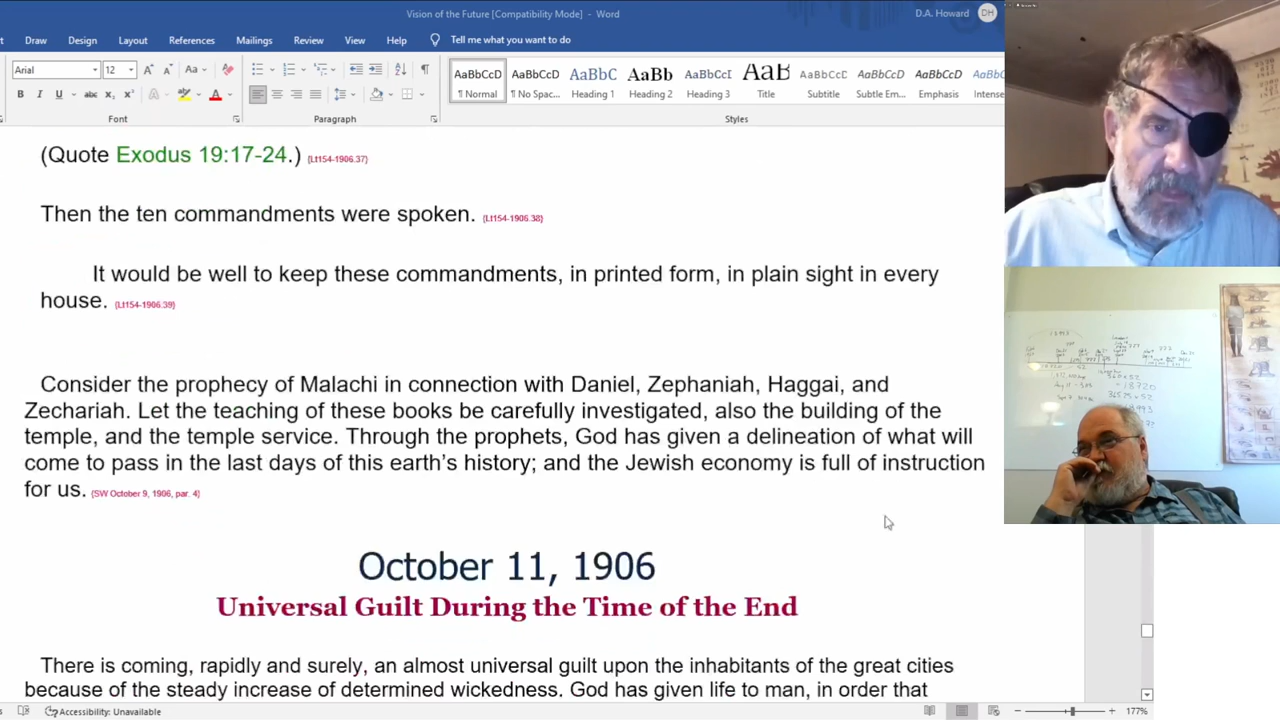 Vision of the Future [Compatibility Mode] - Word
D.A. Howard DH
Draw Design Layout References Mailings Review View Help Tell me what you want to do
Arial 12
AaBbCcD AaBbCcD AaBbC AaBb AaBbCcI AaB AaBbCcD AaBbCcD AaBbCcD AaBbC
¶ Normal ¶ No Spac... Heading 1 Heading 2 Heading 3 Title Subtitle Subtle Em... Emphasis Intense
Font Paragraph Styles
(Quote Exodus 19:17-24.) {Lt154-1906.37}
Then the ten commandments were spoken. {Lt154-1906.38}
It would be well to keep these commandments, in printed form, in plain sight in every
house. {Lt154-1906.39}
Consider the prophecy of Malachi in connection with Daniel, Zephaniah, Haggai, and
Zechariah. Let the teaching of these books be carefully investigated, also the building of the
temple, and the temple service. Through the prophets, God has given a delineation of what will
come to pass in the last days of this earth’s history; and the Jewish economy is full of instruction
for us. {SW October 9, 1906, par. 4}
October 11, 1906
Universal Guilt During the Time of the End
There is coming, rapidly and surely, an almost universal guilt upon the inhabitants of the great cities
because of the steady increase of determined wickedness. God has given life to man, in order that
Accessibility: Unavailable
177%